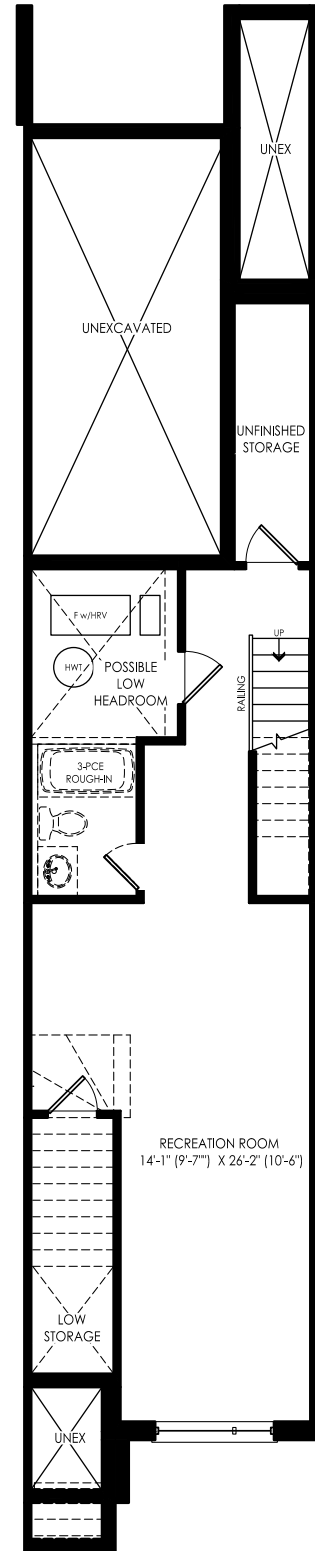 UNEX
UNEXCAVATED
UNFINISHED
STORAGE
F w/HRV
HWT
POSSIBLE
LOW
HEADROOM
UP
RAILING
3-PCE
ROUGH-IN
RECREATION ROOM
14'-1" (9'-7"") X 26'-2" (10'-6")
LOW
STORAGE
UNEX